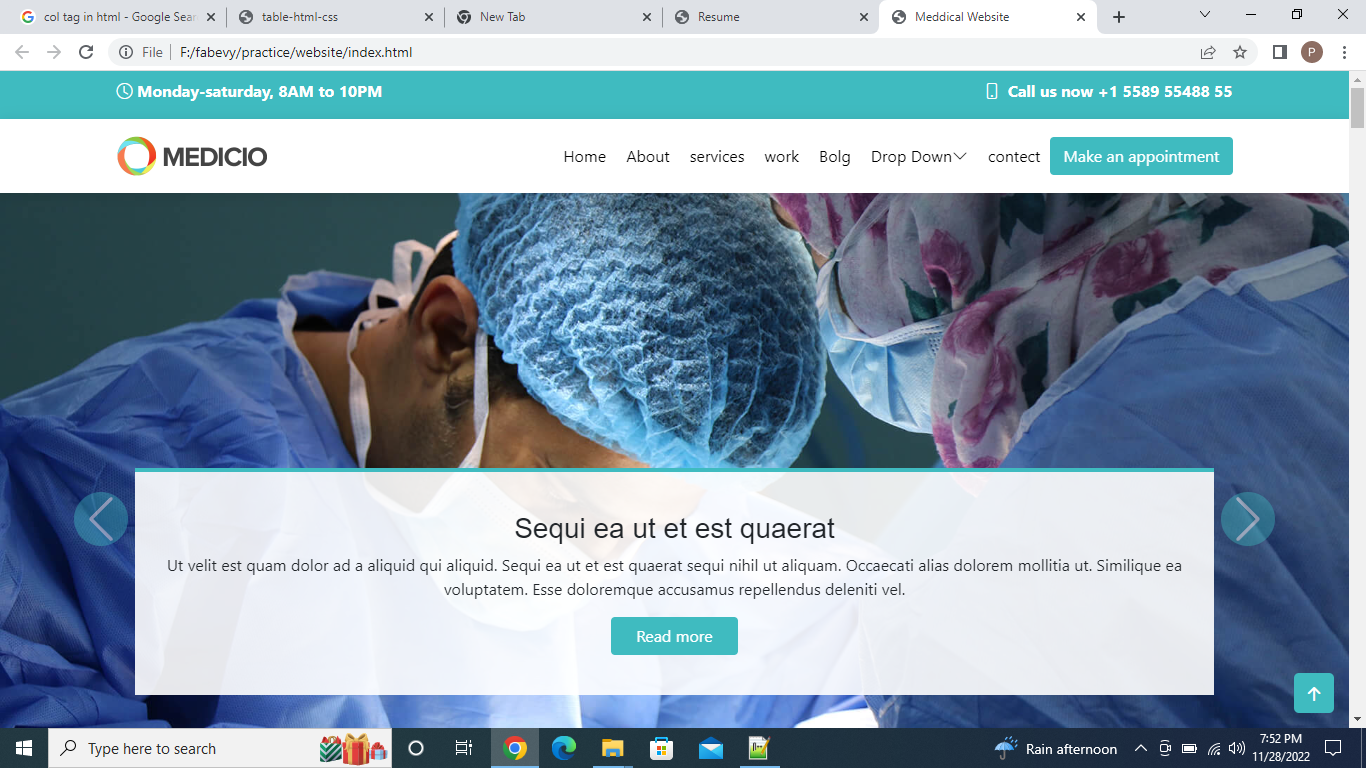 col tag in html - Google Sear
table-html-css
New Tab
Resume
Meddical Website
File
F:/fabevy/practice/website/index.html
P
Monday-saturday, 8AM to 10PM
Call us now +1 5589 55488 55
MEDICIO
Home About services work Bolg Drop Down contect Make an appointment
Sequi ea ut et est quaerat
Ut velit est quam dolor ad a aliquid qui aliquid. Sequi ea ut et est quaerat sequi nihil ut aliquam. Occaecati alias dolorem mollitia ut. Similique ea
voluptatem. Esse doloremque accusamus repellendus deleniti vel.
Read more
Type here to search
Rain afternoon
7:52 PM
11/28/2022